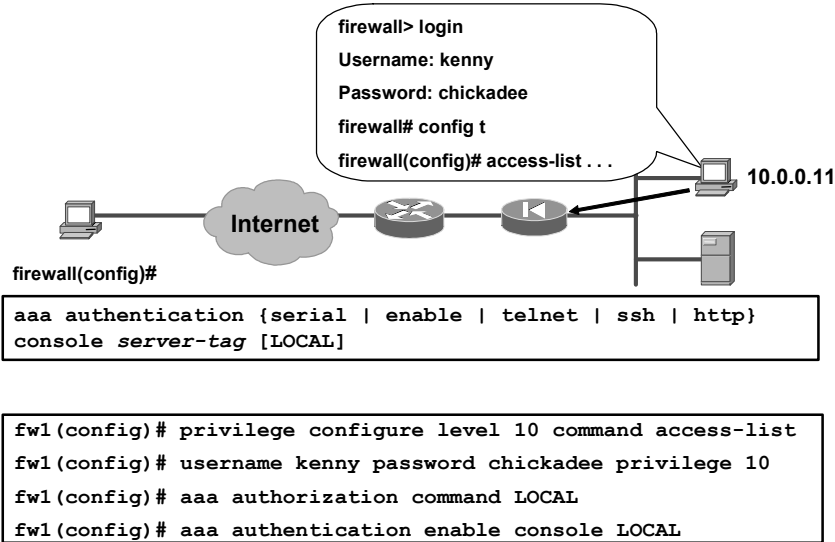 firewall> login
Username: kenny
Password: chickadee
firewall# config t
firewall(config)# access-list . . .
10.0.0.11
Internet
firewall(config)#
aaa authentication {serial | enable | telnet | ssh | http}
console server-tag [LOCAL]
fw1(config)# privilege configure level 10 command access-list
fw1(config)# username kenny password chickadee privilege 10
fw1(config)# aaa authorization command LOCAL
fw1(config)# aaa authentication enable console LOCAL